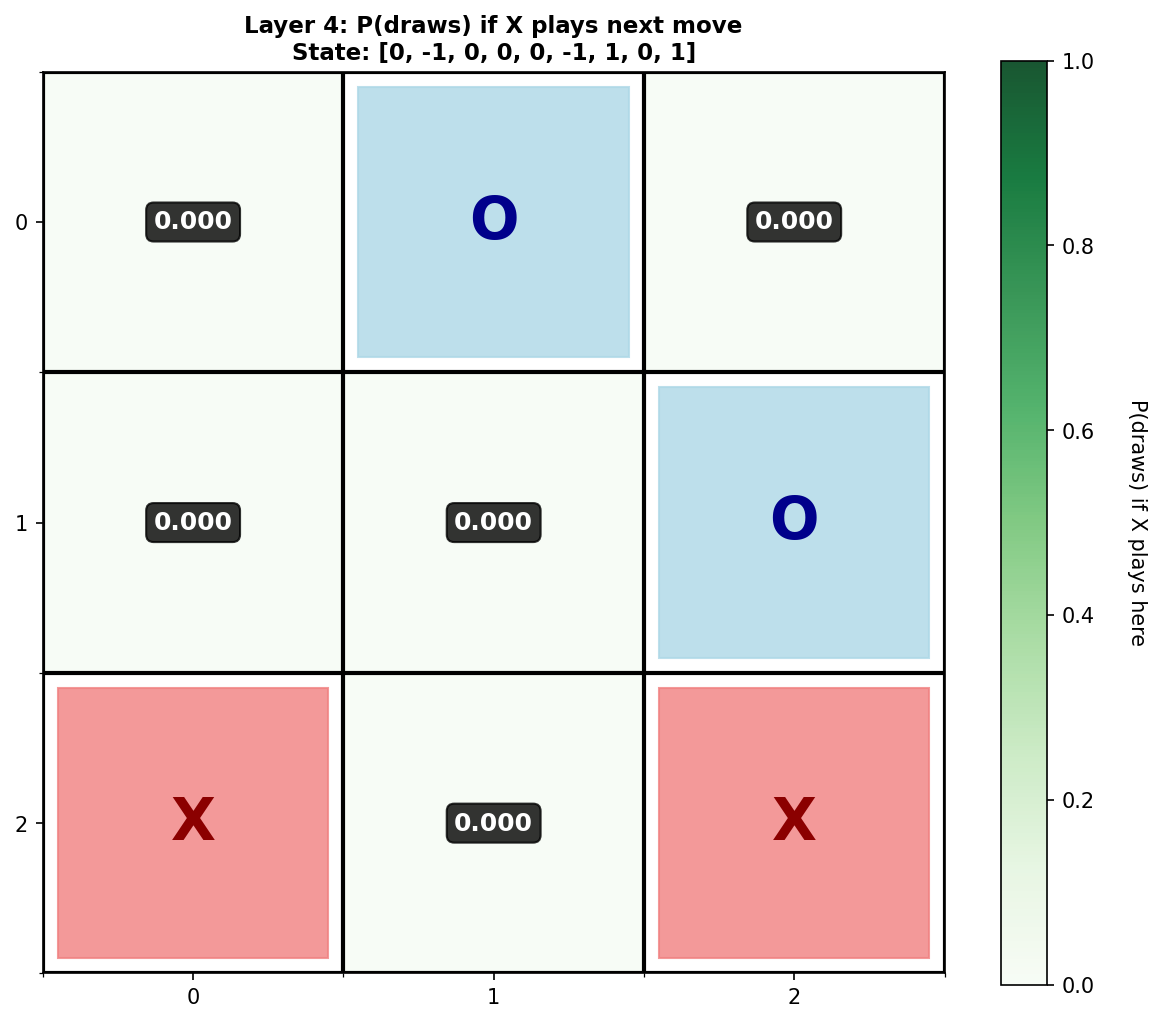 Layer 4: P(draws) if X plays next move
State: [0, -1, 0, 0, 0, -1, 1, 0, 1]
0
0.000
O
0.000
1
0.000
0.000
O
2
X
0.000
X
0
1
2
1.0
0.8
0.6
0.4
0.2
0.0
P(draws) if X plays here